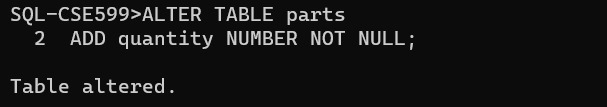 SQL-CSE599>ALTER TABLE parts
2 ADD quantity NUMBER NOT NULL;
Table altered.